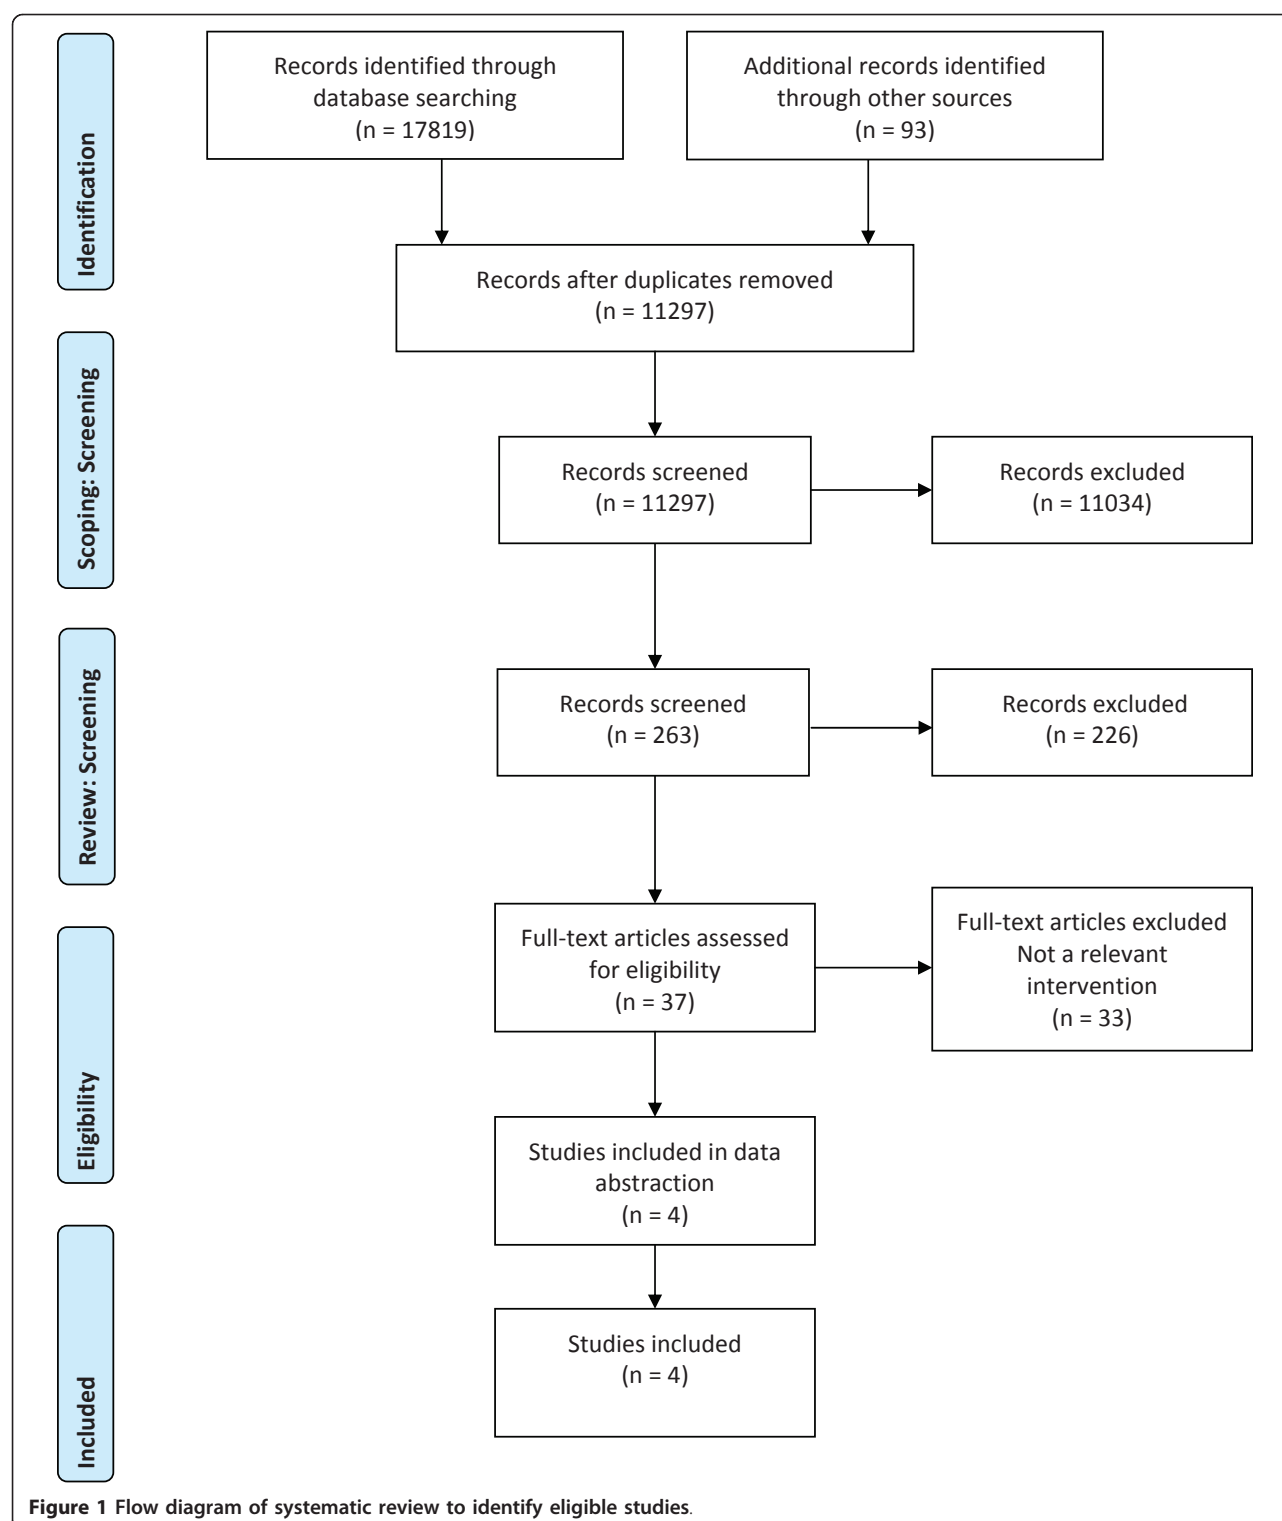 Identification
Records identified through
database searching
(n = 17819)
Additional records identified
through other sources
(n = 93)
Records after duplicates removed
(n = 11297)
Scoping: Screening
Records screened
(n = 11297)
Records excluded
(n = 11034)
Review: Screening
Records screened
(n = 263)
Records excluded
(n = 226)
Eligibility
Full-text articles assessed
for eligibility
(n = 37)
Full-text articles excluded
Not a relevant
intervention
(n = 33)
Studies included in data
abstraction
(n = 4)
Included
Studies included
(n = 4)
Figure 1 Flow diagram of systematic review to identify eligible studies.